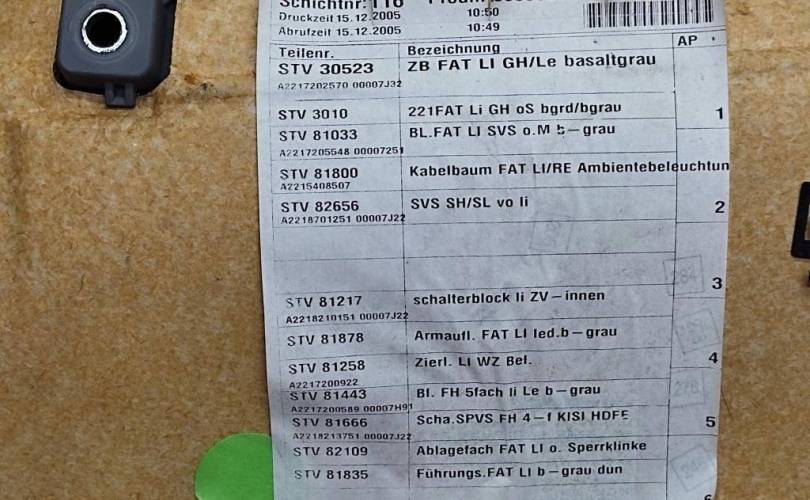 Schichtnr: 116
Druckzeit 15.12.2005 10:50
Abrufzeit 15.12.2005 10:49
Teilenr. Bezeichnung AP
STV 30523 ZB FAT LI GH/Le basaltgrau
A2217202570 00007J32
STV 3010 221FAT Li GH oS bgrd/bgrau 1
STV 81033 BL.FAT LI SVS o.M b-grau
A2217205548 00007251
STV 81800 Kabelbaum FAT LI/RE Ambientebeleuchtun
A2215408507
STV 82656 SVS SH/SL vo li 2
A2218701251 00007J22
3
STV 81217 schalterblock li ZV-innen
A2218210151 00007J22
STV 81878 Armaufl. FAT LI led.b-grau
STV 81258 Zierl. LI WZ Bel. 4
A2217200922
STV 81443 Bl. FH 5fach li Le b-grau
A2217200589 00007H91
STV 81666 Scha.SPVS FH 4-f KISI HDFE 5
A2218213751 00007J22
STV 82109 Ablagefach FAT LI o. Sperrklinke
STV 81835 Führungs.FAT LI b-grau dun
6